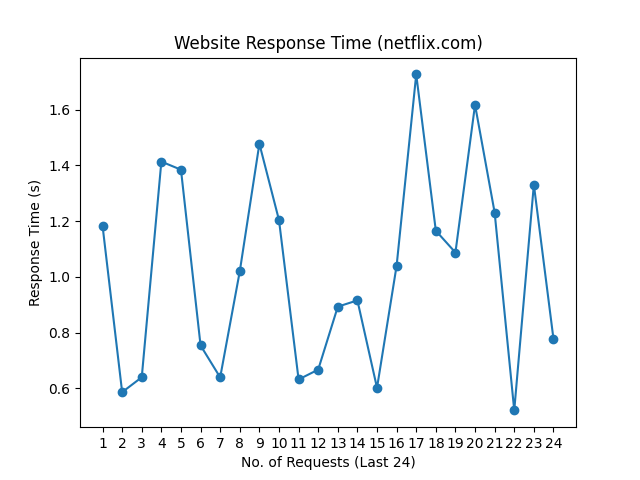 Website Response Time (netflix.com)
Response Time (s)
1.6
1.4
1.2
1.0
0.8
0.6
1 2 3 4 5 6 7 8 9 10 11 12 13 14 15 16 17 18 19 20 21 22 23 24
No. of Requests (Last 24)